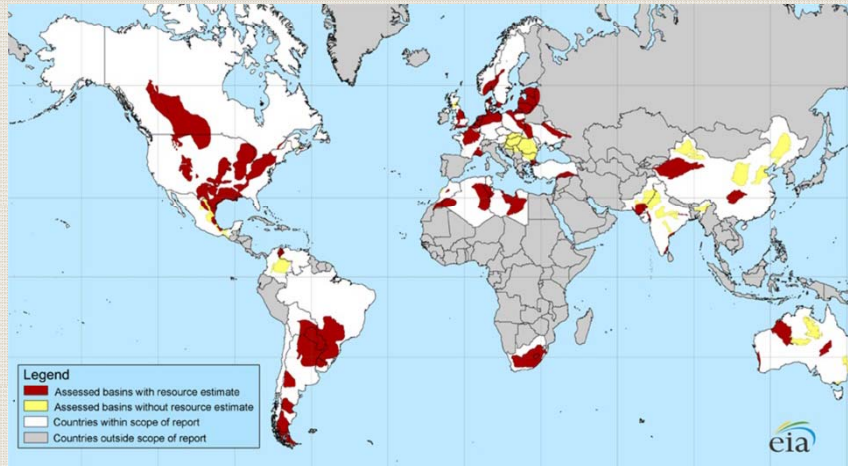 Legend
Assessed basins with resource estimate
Assessed basins without resource estimate
Countries within scope of report
Countries outside scope of report
eia